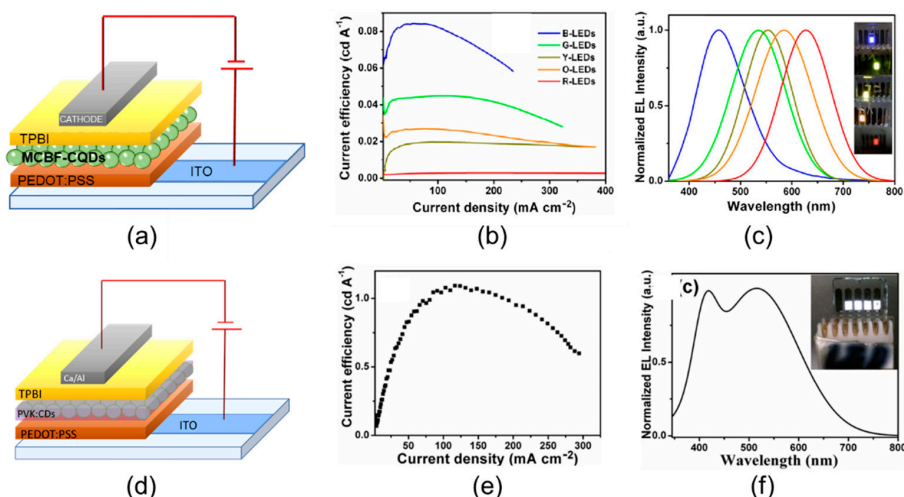 CATHODE
TPBI
MCBF-CQDs
PEDOT:PSS
ITO
(a)
Current efficiency (cd A⁻¹)
0.08
0.06
0.04
0.02
0.00
B-LEDs
G-LEDs
Y-LEDs
O-LEDs
R-LEDs
100
200
300
400
Current density (mA cm⁻²)
(b)
Normalized EL Intensity (a.u.)
1.0
0.5
0.0
400
500
600
700
800
Wavelength (nm)
(c)
Ca/Al
TPBI
PVK:CDs
PEDOT:PSS
ITO
(d)
Current efficiency (cd A⁻¹)
1.0
0.5
0.0
50
100
150
200
250
300
Current density (mA cm⁻²)
(e)
Normalized EL Intensity (a.u.)
1.0
0.5
0.0
(c)
400
500
600
700
800
Wavelength (nm)
(f)